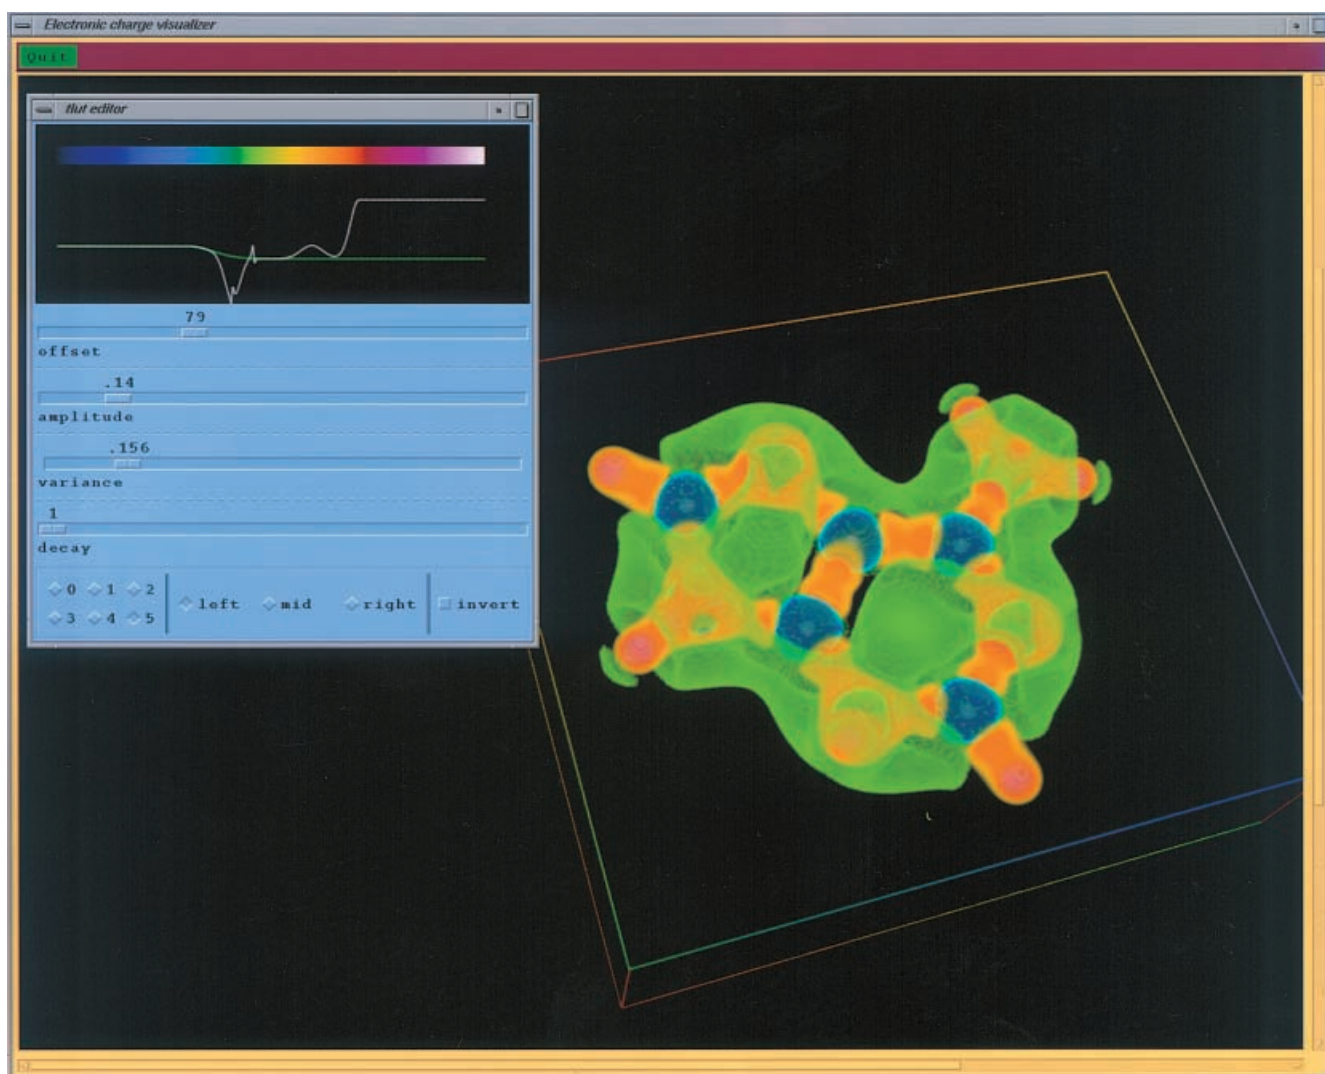 Electronic charge visualizer
Quit
tlut editor
79
offset
.14
amplitude
.156
variance
1
decay
0 1 2
3 4 5
left mid right
invert